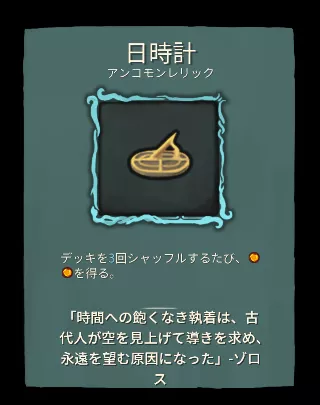 日時計
アンコモンレリック
デッキを3回シャッフルするたび、
を得る。
「時間への飽くなき執着は、古
代人が空を見上げて導きを求め、
永遠を望む原因になった」-ゾロ
ス